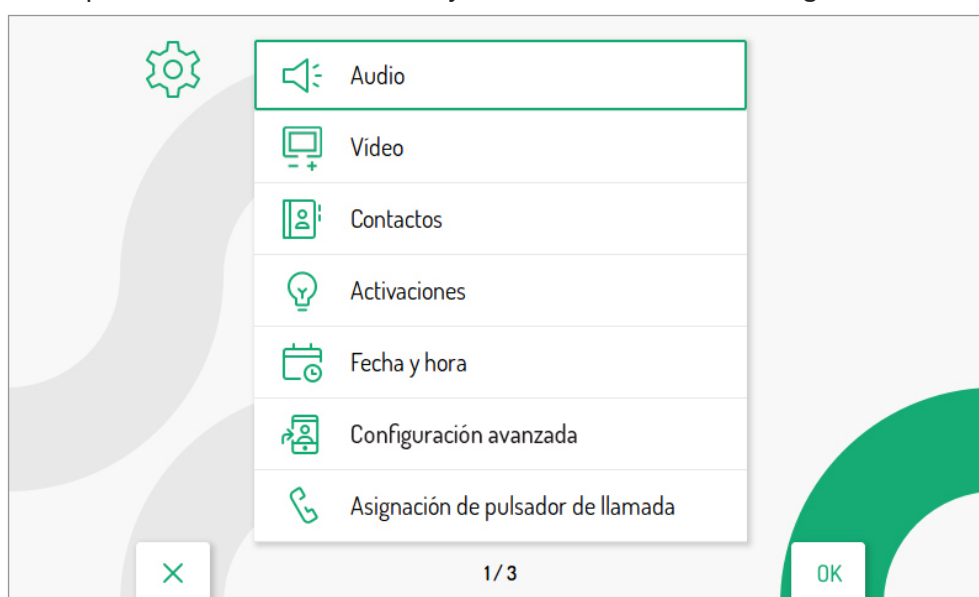 Audio
Vídeo
Contactos
Activaciones
Fecha y hora
Configuración avanzada
Asignación de pulsador de llamada
1 / 3
OK